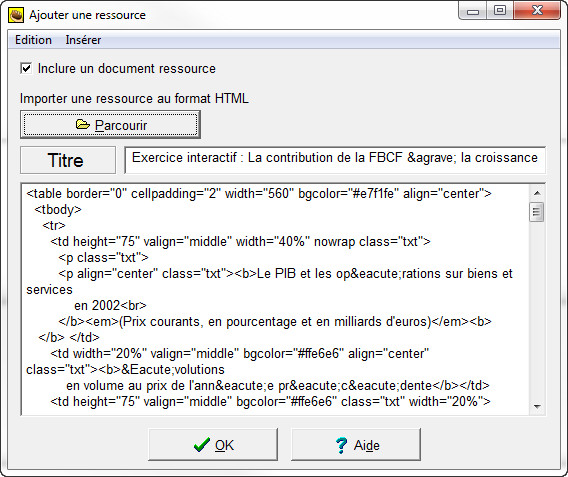 Ajouter une ressource
Edition Insérer
Inclure un document ressource
Importer une ressource au format HTML
Parcourir
Titre
Exercice interactif : La contribution de la FBCF &agrave; la croissance
<table border="0" cellpadding="2" width="560" bgcolor="#e7f1fe" align="center">
<tbody>
<tr>
<td height="75" valign="middle" width="40%" nowrap class="txt">
<p class="txt">
<p align="center" class="txt"><b>Le PIB et les op&eacute;rations sur biens et
services
en 2002<br>
</b><em>(Prix courants, en pourcentage et en milliards d'euros)</em><b>
</b> </td>
<td width="20%" valign="middle" bgcolor="#ffe6e6" align="center"
class="txt"><b>&Eacute;volutions
en volume au prix de l'ann&eacute;e pr&eacute;c&eacute;dente</b></td>
<td height="75" valign="middle" bgcolor="#ffe6e6" class="txt" width="20%">
OK
? Aide